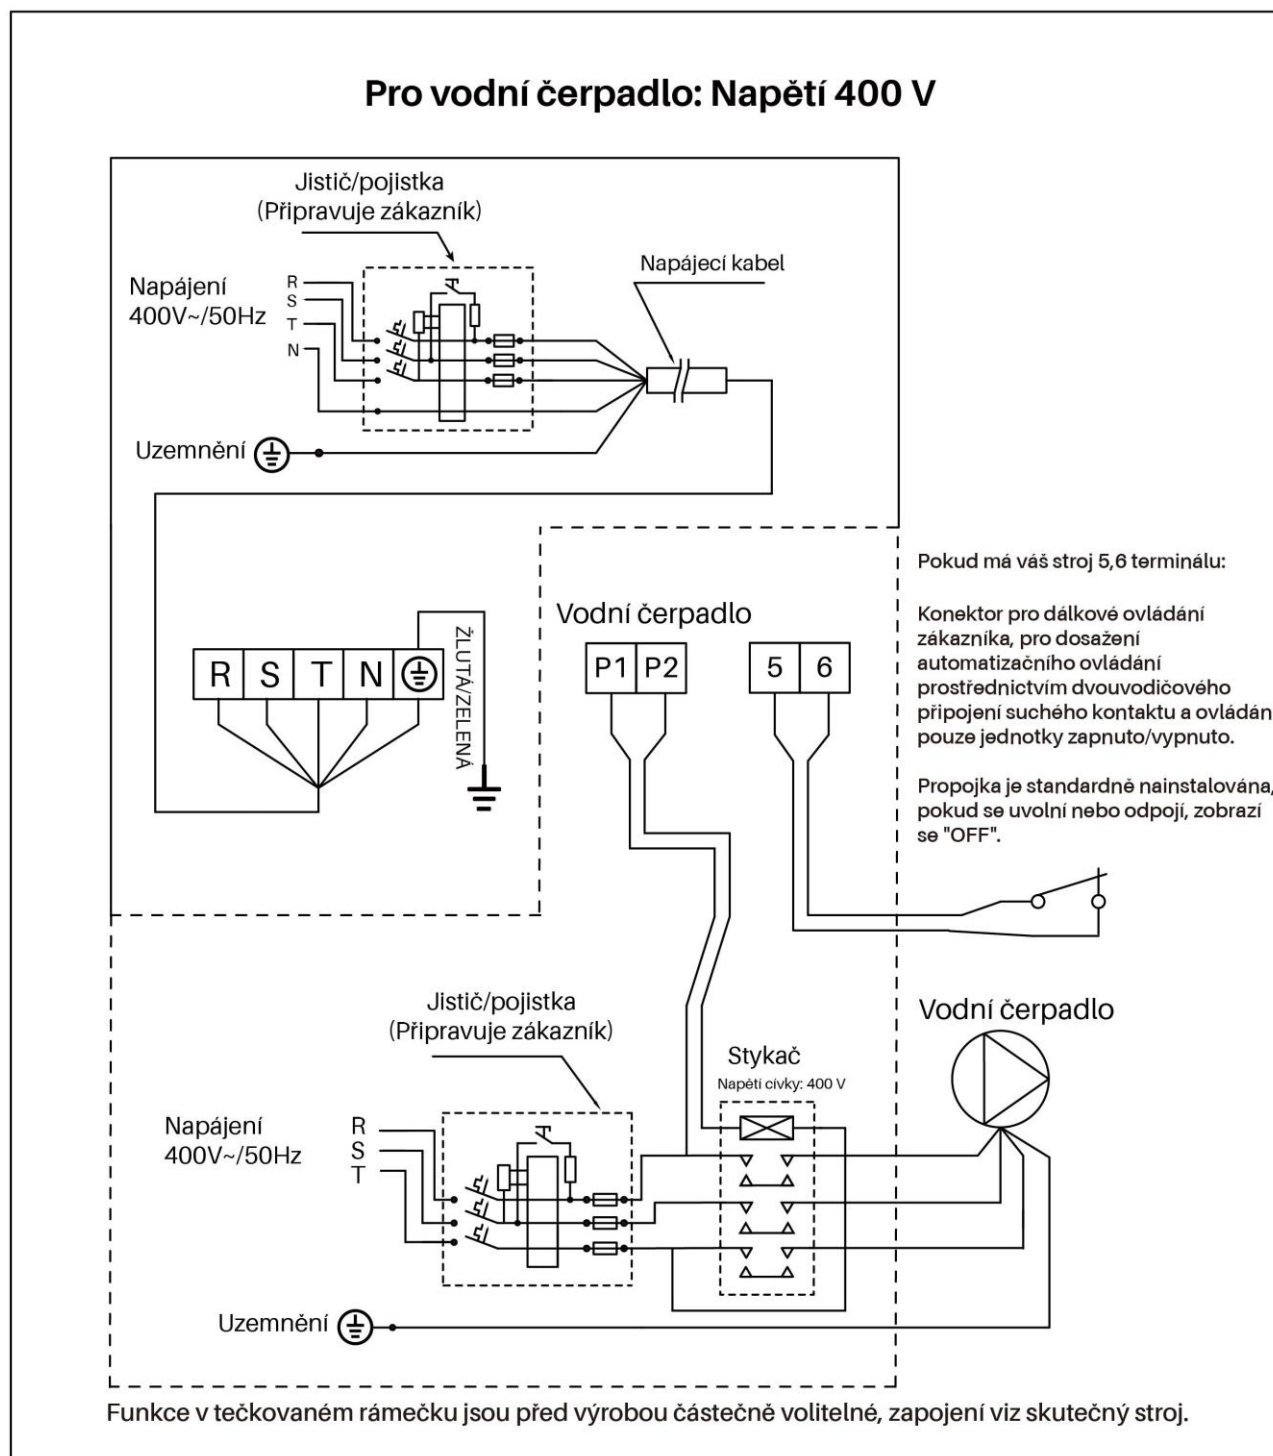 Pro vodní čerpadlo: Napětí 400 V
Jistič/pojistka
(Připravuje zákazník)
Napájecí kabel
Napájení
400V~/50Hz
R
S
T
N
Uzemnění
Pokud má váš stroj 5,6 terminálu:
Konektor pro dálkové ovládání
zákazníka, pro dosažení
automatizačního ovládání
prostřednictvím dvouvodičového
připojení suchého kontaktu a ovládán
pouze jednotky zapnuto/vypnuto.
Propojka je standardně nainstalována,
pokud se uvolní nebo odpojí, zobrazí
se "OFF".
Vodní čerpadlo
P1 P2
5 6
R S T N
ŽLUTÁ/ZELENÁ
Jistič/pojistka
(Připravuje zákazník)
Vodní čerpadlo
Stykač
Napětí cívky: 400 V
Napájení
400V~/50Hz
R
S
T
Uzemnění
Funkce v tečkovaném rámečku jsou před výrobou částečně volitelné, zapojení viz skutečný stroj.